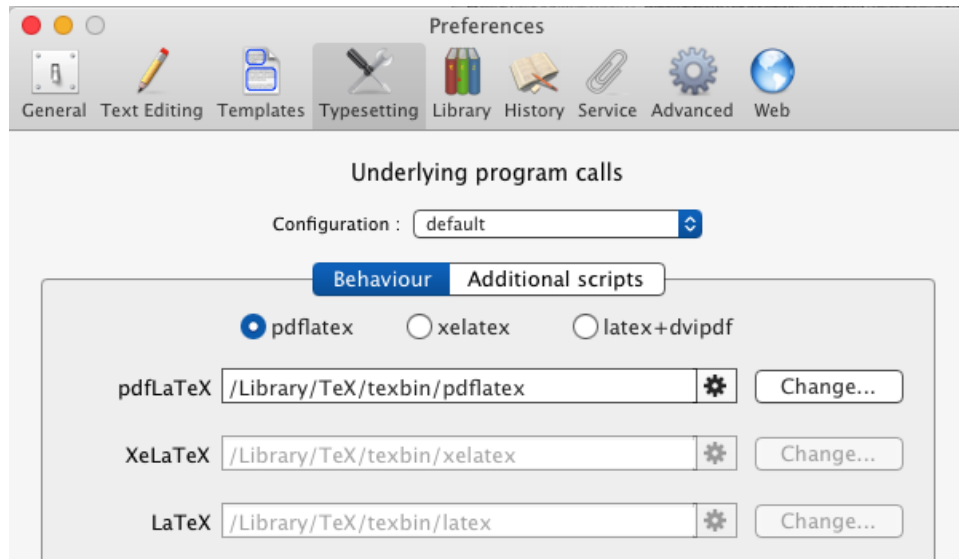 Preferences
General Text Editing Templates Typesetting Library History Service Advanced Web
Underlying program calls
Configuration : default
Behaviour Additional scripts
pdflatex xelatex latex+dvipdf
pdfLaTeX /Library/TeX/texbin/pdflatex Change...
XeLaTeX /Library/TeX/texbin/xelatex Change...
LaTeX /Library/TeX/texbin/latex Change...